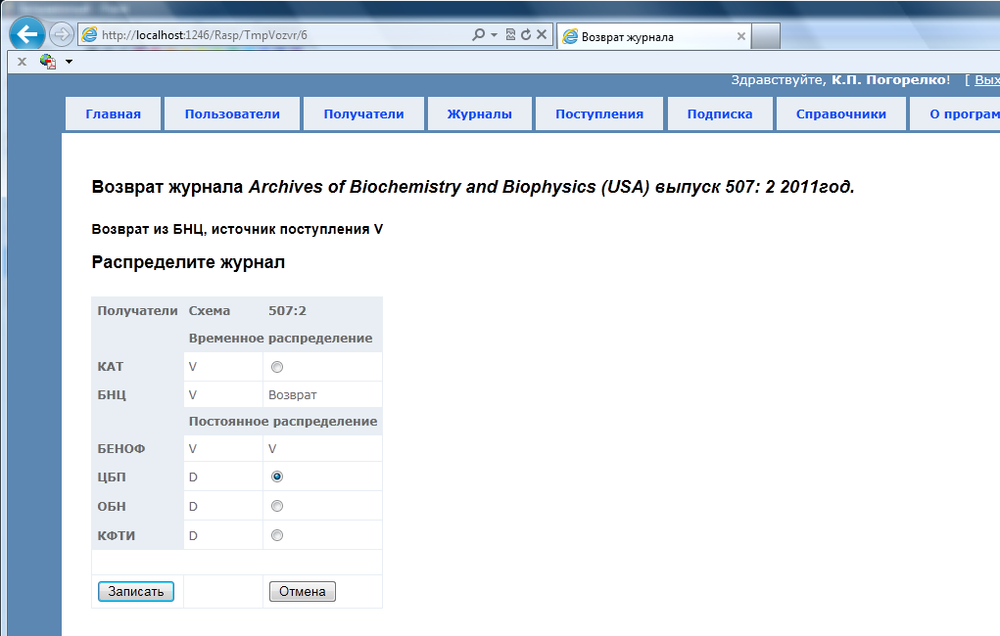 http://localhost:1246/Rasp/TmpVozvr/6
Возврат журнала
Здравствуйте, К.П. Погорелко! [ Вых
Главная Пользователи Получатели Журналы Поступления Подписка Справочники О програм
Возврат журнала Archives of Biochemistry and Biophysics (USA) выпуск 507: 2 2011год.
Возврат из БНЦ, источник поступления V
Распределите журнал
Получатели Схема 507:2
Временное распределение
КАТ V
БНЦ V Возврат
Постоянное распределение
БЕНОФ V V
ЦБП D
ОБН D
КФТИ D
Записать Отмена